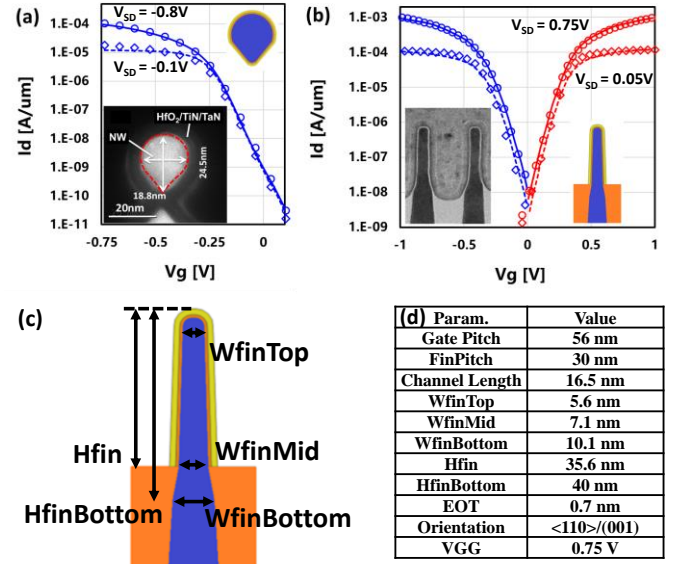 (a)
V_SD = -0.8V
V_SD = -0.1V
1.E-04
1.E-05
1.E-06
1.E-07
1.E-08
1.E-09
1.E-10
1.E-11
Id [A/um]
HfO₂/TiN/TaN
NW
24.5nm
18.8nm
20nm
-0.75
-0.5
-0.25
0
Vg [V]
(b)
V_SD = 0.75V
V_SD = 0.05V
1.E-03
1.E-04
1.E-05
1.E-06
1.E-07
1.E-08
1.E-09
Id [A/um]
-1
-0.5
0
0.5
1
Vg [V]
(c)
WfinTop
Hfin
WfinMid
HfinBottom
WfinBottom
(d) Param. Value
Gate Pitch 56 nm
FinPitch 30 nm
Channel Length 16.5 nm
WfinTop 5.6 nm
WfinMid 7.1 nm
WfinBottom 10.1 nm
Hfin 35.6 nm
HfinBottom 40 nm
EOT 0.7 nm
Orientation <110>/(001)
VGG 0.75 V